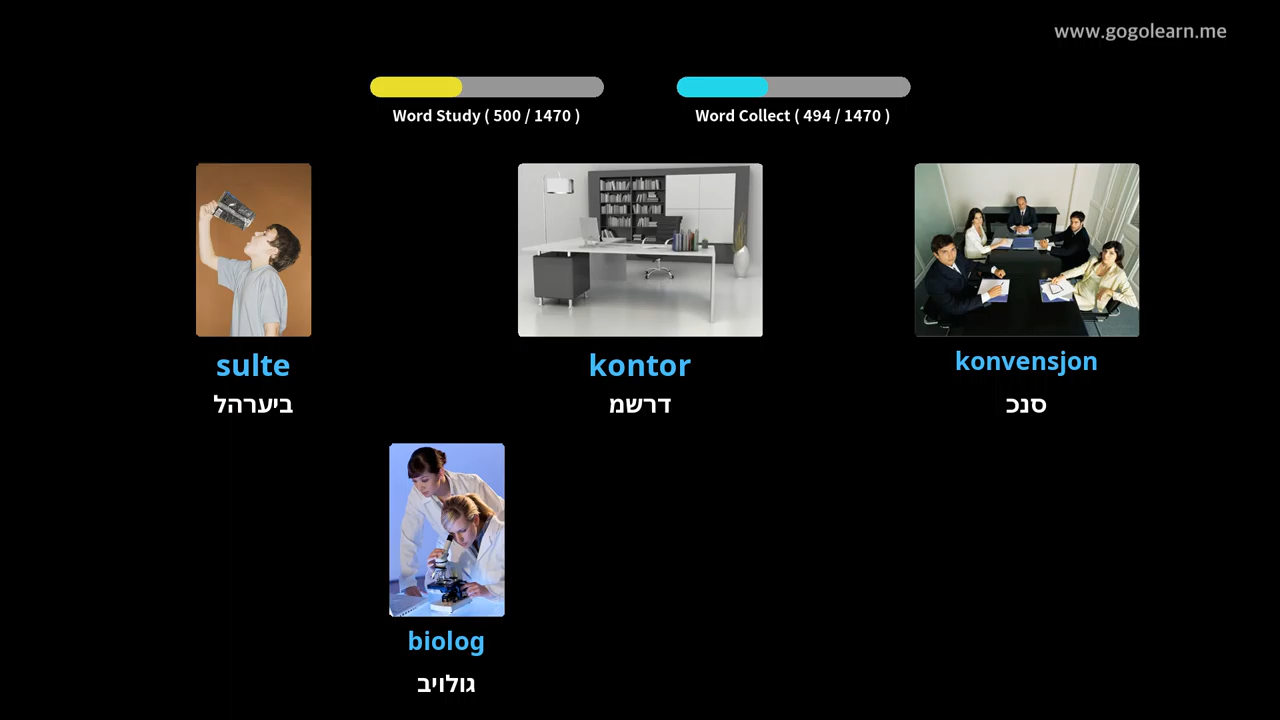 www.gogolearn.me
Word Study ( 500 / 1470 )
Word Collect ( 494 / 1470 )
sulte
ביערהל
kontor
דרשמ
konvensjon
סנכ
biolog
גולויב